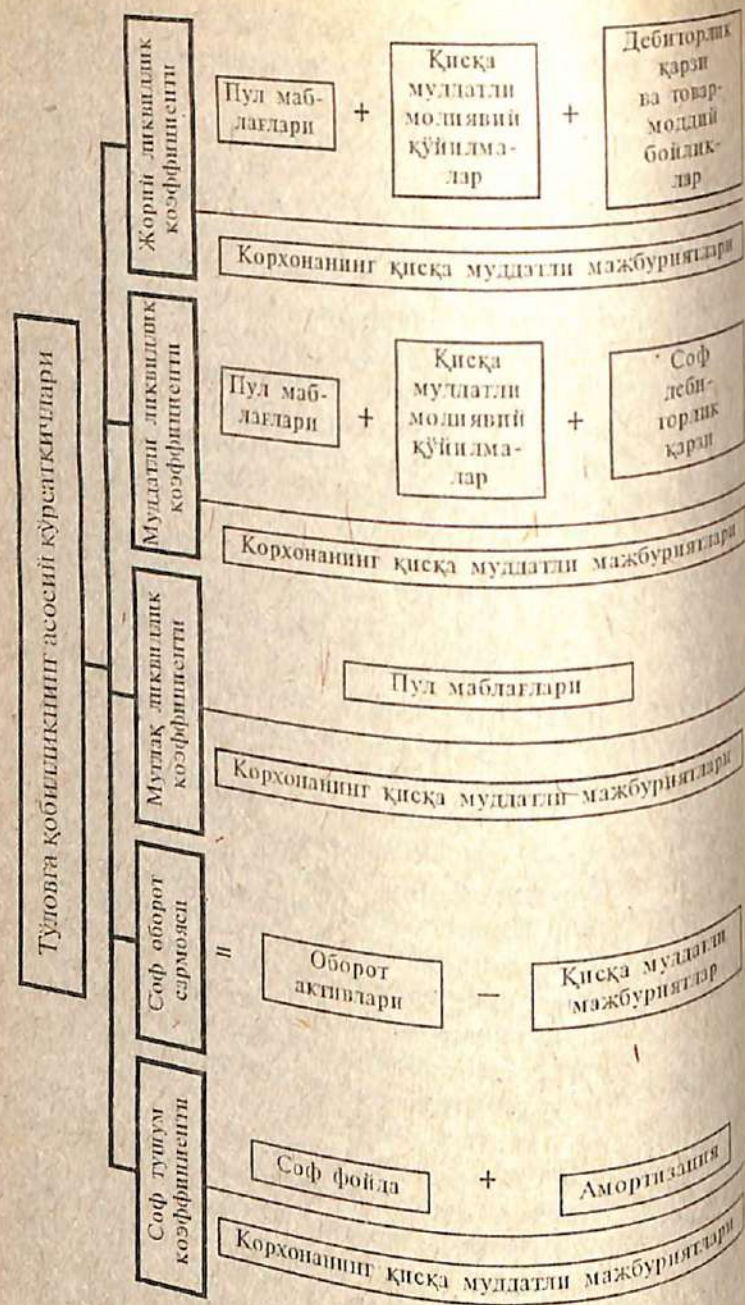 Тўловга қобилликнинг асосий кўрсаткичлари
Жорий ликвидлик
коэффициенти
Пул маб-
лағлари
+
Қисқа
муддатли
молиявий
қўйилма-
лар
+
Дебиторлик
қарзи
ва товар-
моддий
бойлик-
лар
Корхонанинг қисқа муддатли мажбуриятлари
Муддатли ликвидлик
коэффициенти
Пул маб-
лағлари
+
Қисқа
муддатли
молиявий
қўйилма-
лар
+
Соф
деби-
торлик
қарзи
Корхонанинг қисқа муддатли мажбуриятлари
Мутлақ ликвидлик
коэффициенти
Пул маблағлари
Корхонанинг қисқа муддатли мажбуриятлари
Соф оборот
сармояси
=
Оборот
активлари
−
Қисқа муддатли
мажбуриятлар
Соф тушум
коэффициенти
Соф фойда
+
Амортизация
Корхонанинг қисқа муддатли мажбуриятлари